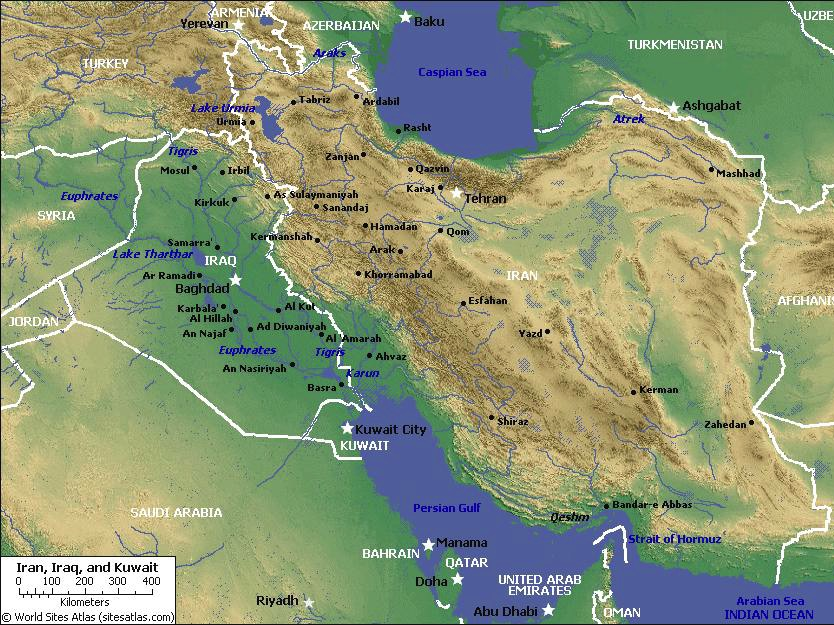 ARMENIA
UZBE
Yerevan
AZERBAIJAN
Baku
TURKMENISTAN
Araks
TURKEY
Caspian Sea
Lake Urmia
Tabriz
Ardabil
Ashgabat
Urmia
Rasht
Atrek
Tigris
Zanjan
Mosul
Irbil
Qazvin
Mashhad
Karaj
Tehran
Euphrates
As Sulaymaniyah
Kirkuk
Sanandaj
SYRIA
Hamadan
Qom
Kermanshah
Samarra'
Arak
Lake Tharthar
IRAQ
Khorramabad
IRAN
Ar Ramadi
Baghdad
Esfahan
AFGHANIS
Karbala'
Al Kut
Al Hillah
JORDAN
Ad Diwaniyah
An Najaf
Yazd
Al 'Amarah
Euphrates
Tigris
Ahvaz
An Nasiriyah
Karun
Basra
Kerman
Shiraz
Zahedan
Kuwait City
KUWAIT
Bandar-e Abbas
Persian Gulf
SAUDI ARABIA
Qeshm
Strait of Hormuz
Manama
BAHRAIN
QATAR
Iran, Iraq, and Kuwait
0 100 200 300 400
Kilometers
© World Sites Atlas (sitesatlas.com)
Doha
UNITED ARAB
EMIRATES
Riyadh
Abu Dhabi
OMAN
Arabian Sea
INDIAN OCEAN